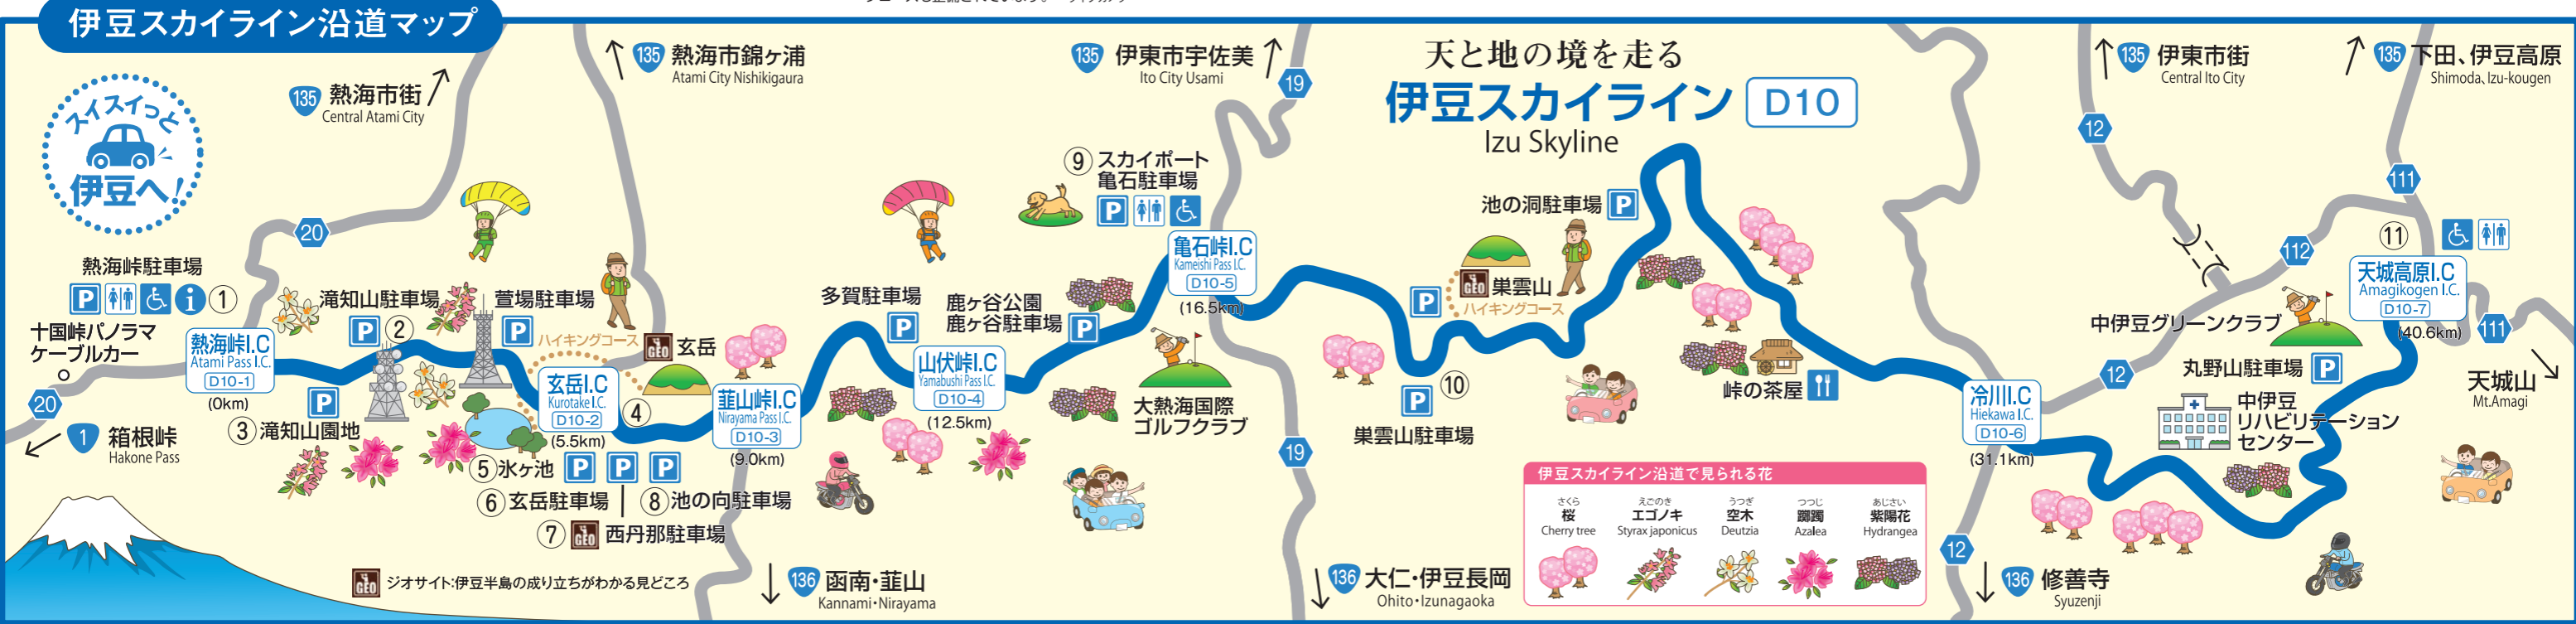 伊豆スカイライン沿道マップ
スイスイっと
伊豆へ!
135 熱海市街
Central Atami City
135 熱海市錦ヶ浦
Atami City Nishikigaura
135 伊東市宇佐美
Ito City Usami
19
天と地の境を走る
伊豆スカイライン D10
Izu Skyline
135 伊東市街
Central Ito City
135 下田、伊豆高原
Shimoda、Izu-kougen
12
111
20
熱海峠駐車場
P i ①
十国峠パノラマ
ケーブルカー
20
1 箱根峠
Hakone Pass
熱海峠I.C
Atami Pass I.C.
D10-1
(0km)
滝知山駐車場
P ②
P
③ 滝知山園地
萱場駐車場
P
ハイキングコース
GEO 玄岳
玄岳I.C
Kurotake I.C.
D10-2
(5.5km)
④
⑤ 氷ヶ池 P P P
⑥ 玄岳駐車場
⑧ 池の向駐車場
⑦ GEO 西丹那駐車場
GEO ジオサイト:伊豆半島の成り立ちがわかる見どころ
韮山峠I.C
Nirayama Pass I.C.
D10-3
(9.0km)
136 函南・韮山
Kannami・Nirayama
多賀駐車場
P
山伏峠I.C
Yamabushi Pass I.C.
D10-4
(12.5km)
鹿ヶ谷公園
鹿ヶ谷駐車場 P
⑨ スカイポート
亀石駐車場
P
亀石峠I.C
Kameishi Pass I.C.
D10-5
(16.5km)
大熱海国際
ゴルフクラブ
19
136 大仁・伊豆長岡
Ohito・Izunagaoka
P
GEO 巣雲山
ハイキングコース
P ⑩
巣雲山駐車場
池の洞駐車場 P
峠の茶屋
伊豆スカイライン沿道で見られる花
さくら
桜
Cherry tree
えごのき
エゴノキ
Styrax japonicus
うつぎ
空木
Deutzia
つつじ
躑躅
Azalea
あじさい
紫陽花
Hydrangea
冷川I.C
Hiekawa I.C.
D10-6
(31.1km)
12
12
136 修善寺
Syuzenji
112
中伊豆グリーンクラブ
丸野山駐車場 P
中伊豆
リハビリテーション
センター
⑪
天城高原I.C
Amagikogen I.C.
D10-7
(40.6km)
111
天城山
Mt.Amagi